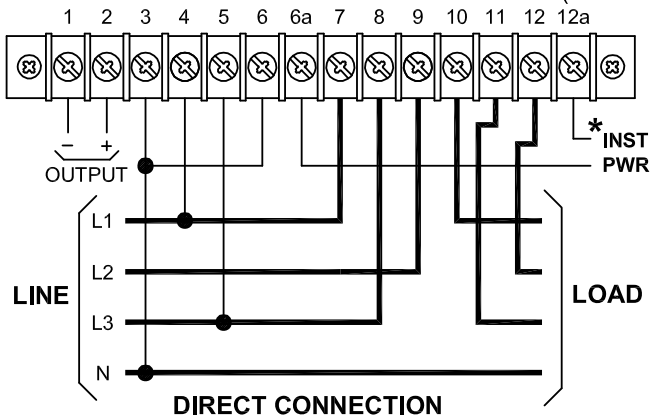 1 2 3 4 5 6 6a 7 8 9 10 11 12 12a
- +
OUTPUT
*INST
PWR
L1
L2
LINE
LOAD
L3
N
DIRECT CONNECTION